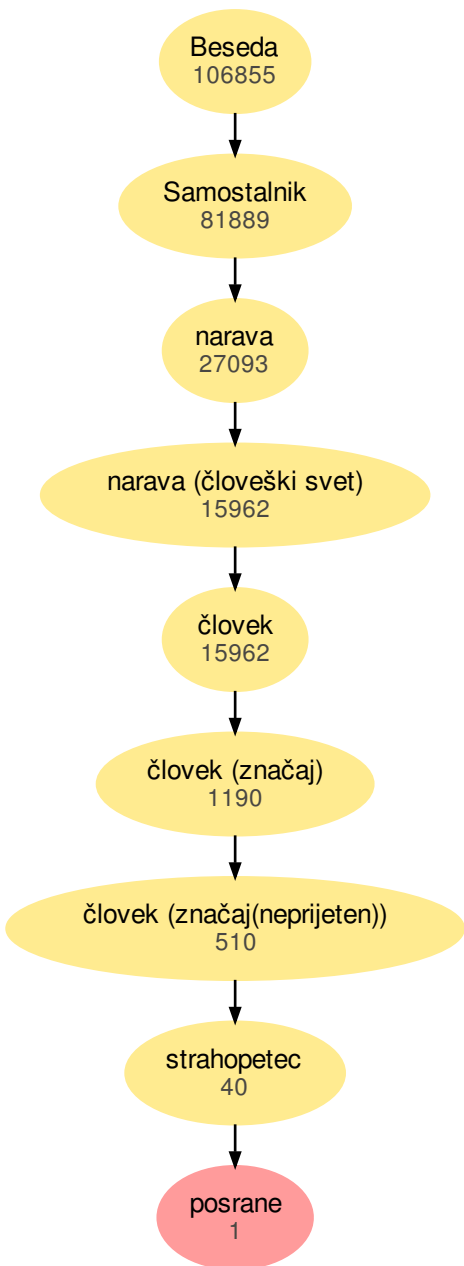 Beseda
106855
Samostalnik
81889
narava
27093
narava (človeški svet)
15962
človek
15962
človek (značaj)
1190
človek (značaj(neprijeten))
510
strahopetec
40
posrane
1